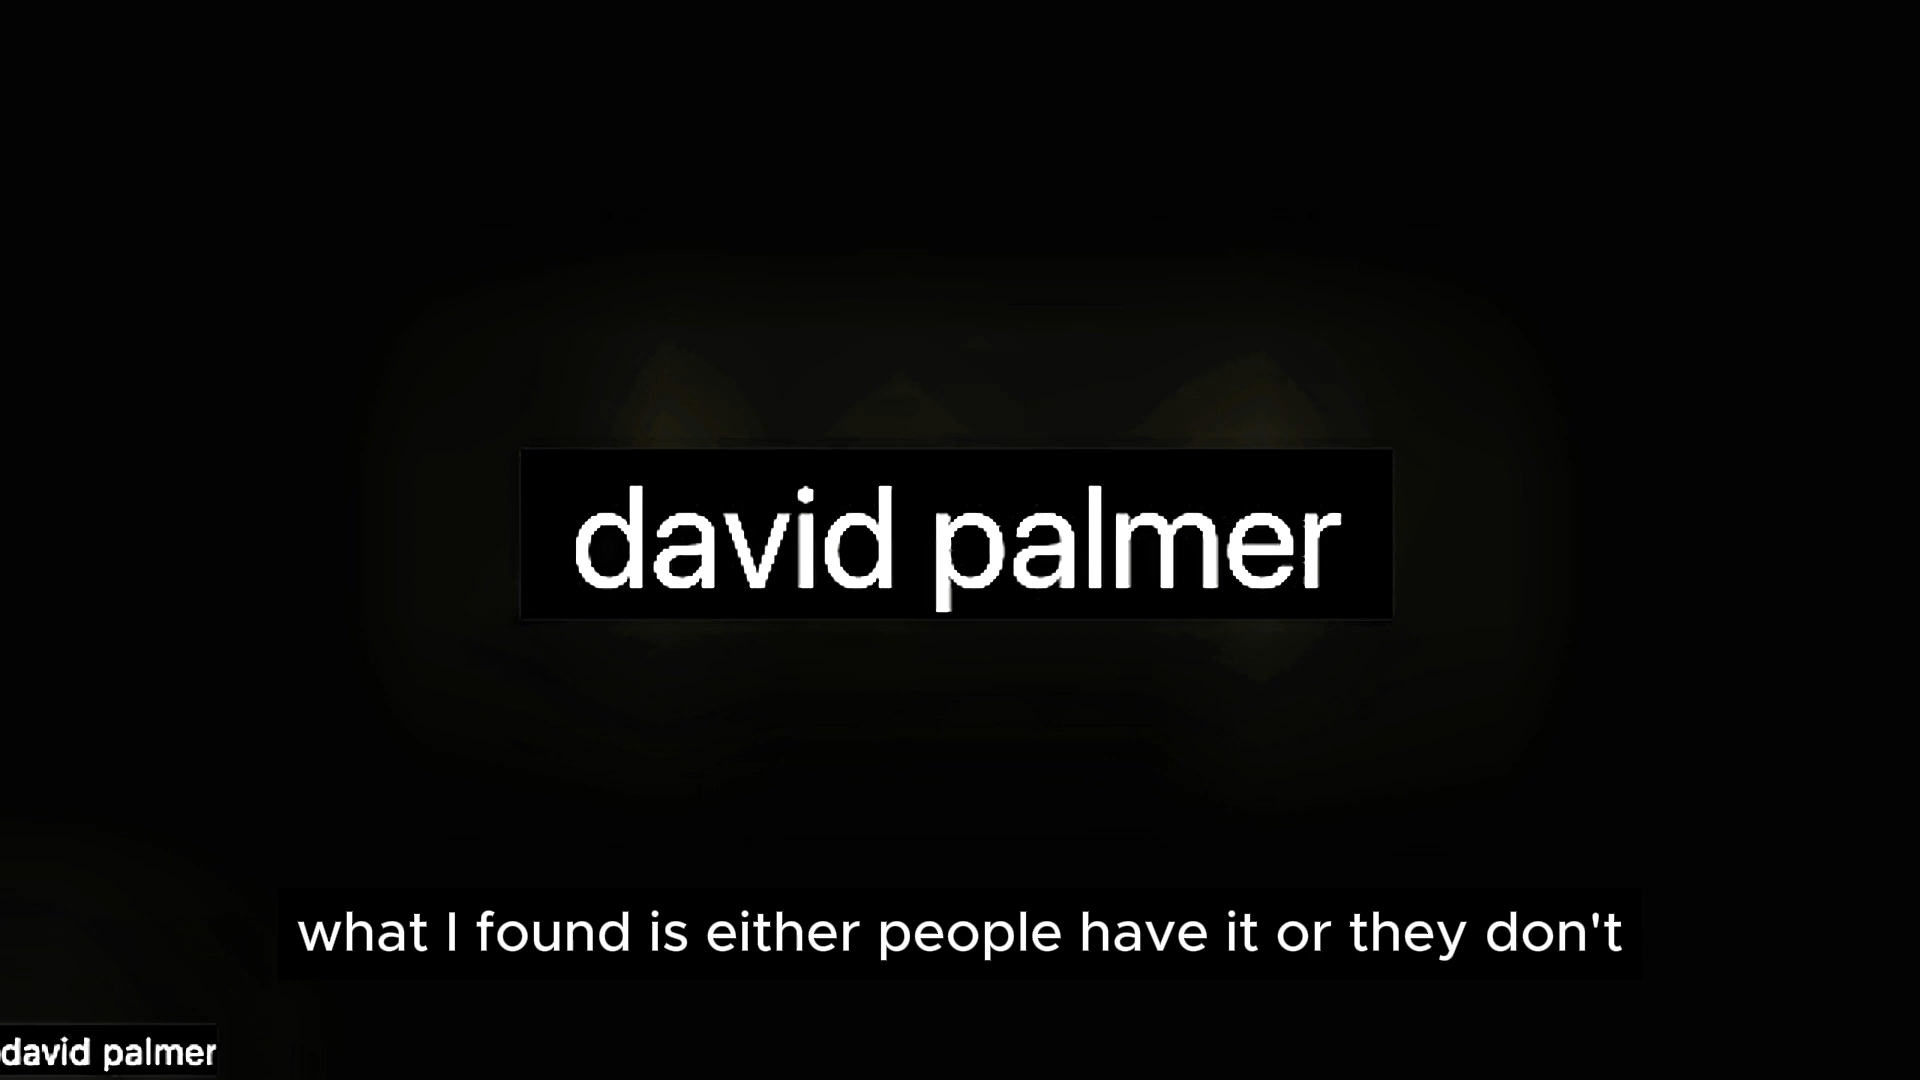 david palmer
what I found is either people have it or they don't
david palmer